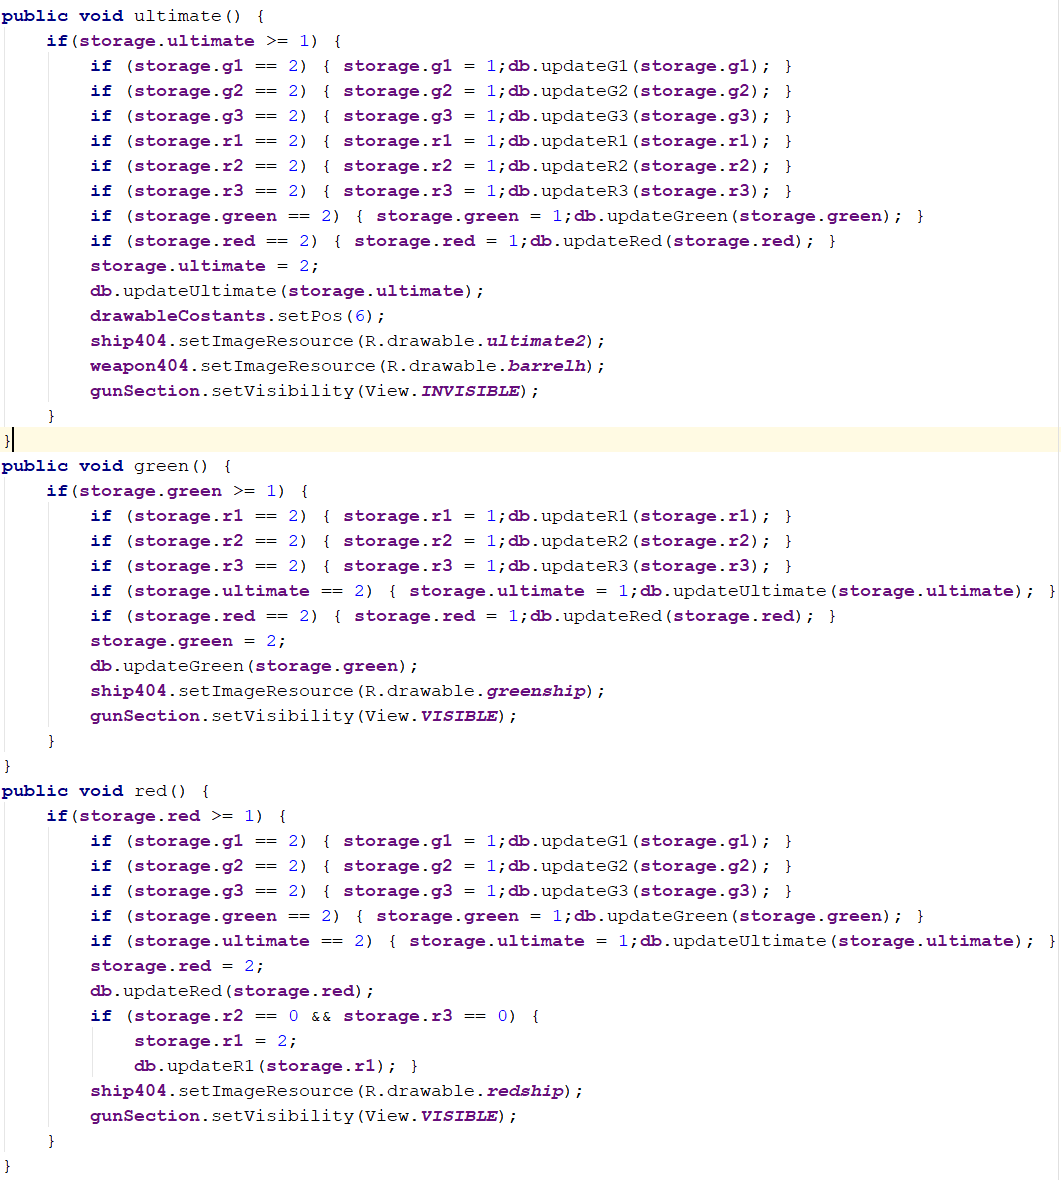 public void ultimate() {
    if(storage.ultimate >= 1) {
        if (storage.g1 == 2) { storage.g1 = 1;db.updateG1(storage.g1); }
        if (storage.g2 == 2) { storage.g2 = 1;db.updateG2(storage.g2); }
        if (storage.g3 == 2) { storage.g3 = 1;db.updateG3(storage.g3); }
        if (storage.r1 == 2) { storage.r1 = 1;db.updateR1(storage.r1); }
        if (storage.r2 == 2) { storage.r2 = 1;db.updateR2(storage.r2); }
        if (storage.r3 == 2) { storage.r3 = 1;db.updateR3(storage.r3); }
        if (storage.green == 2) { storage.green = 1;db.updateGreen(storage.green); }
        if (storage.red == 2) { storage.red = 1;db.updateRed(storage.red); }
        storage.ultimate = 2;
        db.updateUltimate(storage.ultimate);
        drawableCostants.setPos(6);
        ship404.setImageResource(R.drawable.ultimate2);
        weapon404.setImageResource(R.drawable.barrelh);
        gunSection.setVisibility(View.INVISIBLE);
    }
}
public void green() {
    if(storage.green >= 1) {
        if (storage.r1 == 2) { storage.r1 = 1;db.updateR1(storage.r1); }
        if (storage.r2 == 2) { storage.r2 = 1;db.updateR2(storage.r2); }
        if (storage.r3 == 2) { storage.r3 = 1;db.updateR3(storage.r3); }
        if (storage.ultimate == 2) { storage.ultimate = 1;db.updateUltimate(storage.ultimate); }
        if (storage.red == 2) { storage.red = 1;db.updateRed(storage.red); }
        storage.green = 2;
        db.updateGreen(storage.green);
        ship404.setImageResource(R.drawable.greenship);
        gunSection.setVisibility(View.VISIBLE);
    }
}
public void red() {
    if(storage.red >= 1) {
        if (storage.g1 == 2) { storage.g1 = 1;db.updateG1(storage.g1); }
        if (storage.g2 == 2) { storage.g2 = 1;db.updateG2(storage.g2); }
        if (storage.g3 == 2) { storage.g3 = 1;db.updateG3(storage.g3); }
        if (storage.green == 2) { storage.green = 1;db.updateGreen(storage.green); }
        if (storage.ultimate == 2) { storage.ultimate = 1;db.updateUltimate(storage.ultimate); }
        storage.red = 2;
        db.updateRed(storage.red);
        if (storage.r2 == 0 && storage.r3 == 0) {
            storage.r1 = 2;
            db.updateR1(storage.r1); }
        ship404.setImageResource(R.drawable.redship);
        gunSection.setVisibility(View.VISIBLE);
    }
}